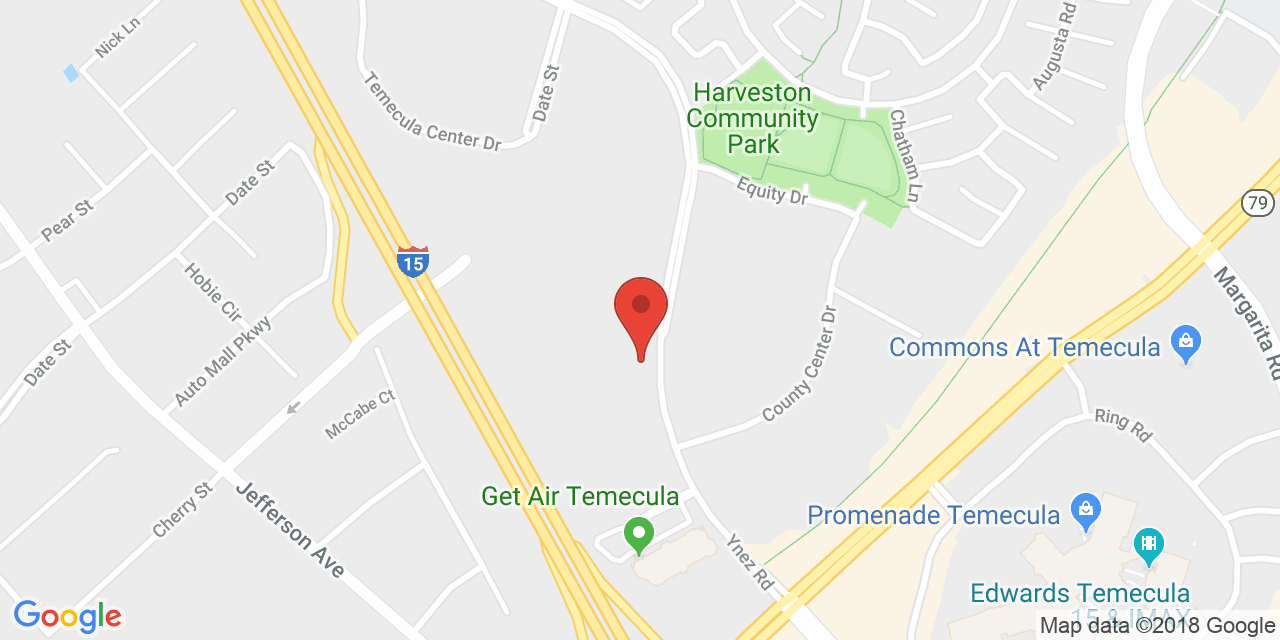 Nick Ln
Augusta Rd
Temecula Center Dr
Date St
Harveston
Community
Park
Chatham Ln
Equity Dr
Date St
Pear St
79
15
Hobie Cir
Margarita Rd
Date St
Auto Mall Pkwy
Commons At Temecula
County Center Dr
McCabe Ct
Ring Rd
Get Air Temecula
Cherry St
Jefferson Ave
Promenade Temecula
Ynez Rd
Edwards Temecula
15 & IMAX
Google
Map data ©2018 Google